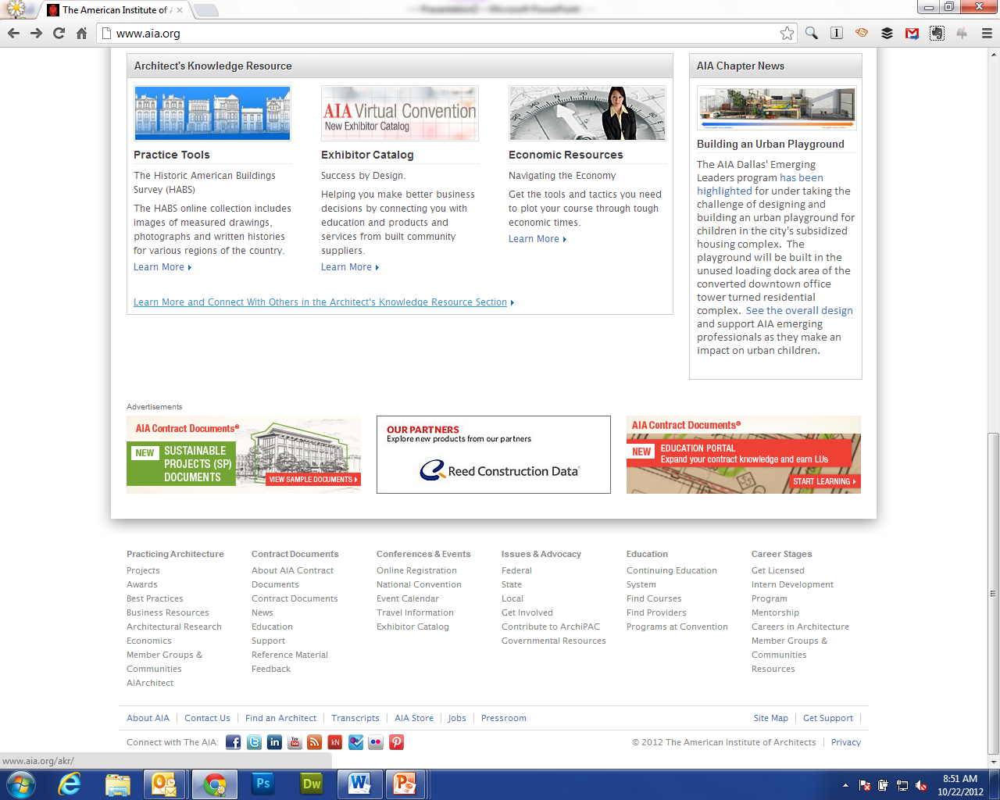 The American Institute of A
Presentation2 - Microsoft PowerPoint
www.aia.org
Architect's Knowledge Resource
AIA Virtual Convention
New Exhibitor Catalog
Practice Tools
The Historic American Buildings
Survey (HABS)
The HABS online collection includes
images of measured drawings,
photographs and written histories
for various regions of the country.
Learn More
Exhibitor Catalog
Success by Design.
Helping you make better business
decisions by connecting you with
education and products and
services from built community
suppliers.
Learn More
Economic Resources
Navigating the Economy
Get the tools and tactics you need
to plot your course through tough
economic times.
Learn More
Learn More and Connect With Others in the Architect's Knowledge Resource Section
AIA Chapter News
Building an Urban Playground
The AIA Dallas' Emerging
Leaders program has been
highlighted for under taking the
challenge of designing and
building an urban playground for
children in the city's subsidized
housing complex. The
playground will be built in the
unused loading dock area of the
converted downtown office
tower turned residential
complex. See the overall design
and support AIA emerging
professionals as they make an
impact on urban children.
Advertisements
AIA Contract Documents®
NEW
SUSTAINABLE
PROJECTS (SP)
DOCUMENTS
VIEW SAMPLE DOCUMENTS
OUR PARTNERS
Explore new products from our partners
Reed Construction Data®
AIA Contract Documents®
NEW
EDUCATION PORTAL
Expand your contract knowledge and earn LUs
START LEARNING
Practicing Architecture
Projects
Awards
Best Practices
Business Resources
Architectural Research
Economics
Member Groups &
Communities
AIArchitect
Contract Documents
About AIA Contract
Documents
Contract Documents
News
Education
Support
Reference Material
Feedback
Conferences & Events
Online Registration
National Convention
Event Calendar
Travel Information
Exhibitor Catalog
Issues & Advocacy
Federal
State
Local
Get Involved
Contribute to ArchiPAC
Governmental Resources
Education
Continuing Education
System
Find Courses
Find Providers
Programs at Convention
Career Stages
Get Licensed
Intern Development
Program
Mentorship
Careers in Architecture
Member Groups &
Communities
Resources
About AIA | Contact Us | Find an Architect | Transcripts | AIA Store | Jobs | Pressroom
Site Map | Get Support |
Connect with The AIA:
© 2012 The American Institute of Architects | Privacy
www.aia.org/akr/
8:51 AM
10/22/2012